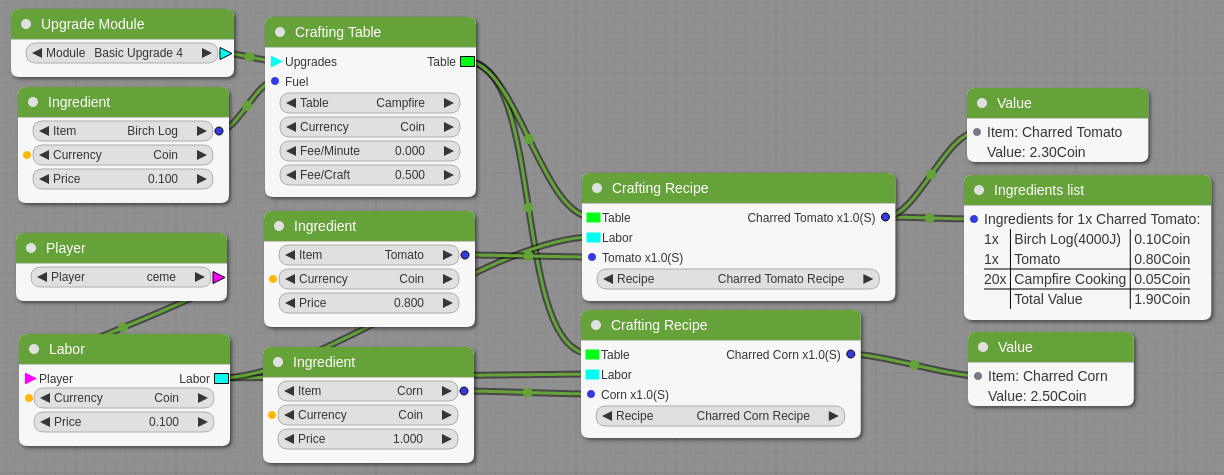 Upgrade Module
Module Basic Upgrade 4
Ingredient
Item Birch Log
Currency Coin
Price 0.100
Player
Player ceme
Labor
Player Labor
Currency Coin
Price 0.100
Crafting Table
Upgrades Table
Fuel
Table Campfire
Currency Coin
Fee/Minute 0.000
Fee/Craft 0.500
Ingredient
Item Tomato
Currency Coin
Price 0.800
Ingredient
Item Corn
Currency Coin
Price 1.000
Crafting Recipe
Table Charred Tomato x1.0(S)
Labor
Tomato x1.0(S)
Recipe Charred Tomato Recipe
Crafting Recipe
Table Charred Corn x1.0(S)
Labor
Corn x1.0(S)
Recipe Charred Corn Recipe
Value
Item: Charred Tomato
Value: 2.30Coin
Ingredients list
Ingredients for 1x Charred Tomato:
1x Birch Log(4000J) 0.10Coin
1x Tomato 0.80Coin
20x Campfire Cooking 0.05Coin
Total Value 1.90Coin
Value
Item: Charred Corn
Value: 2.50Coin